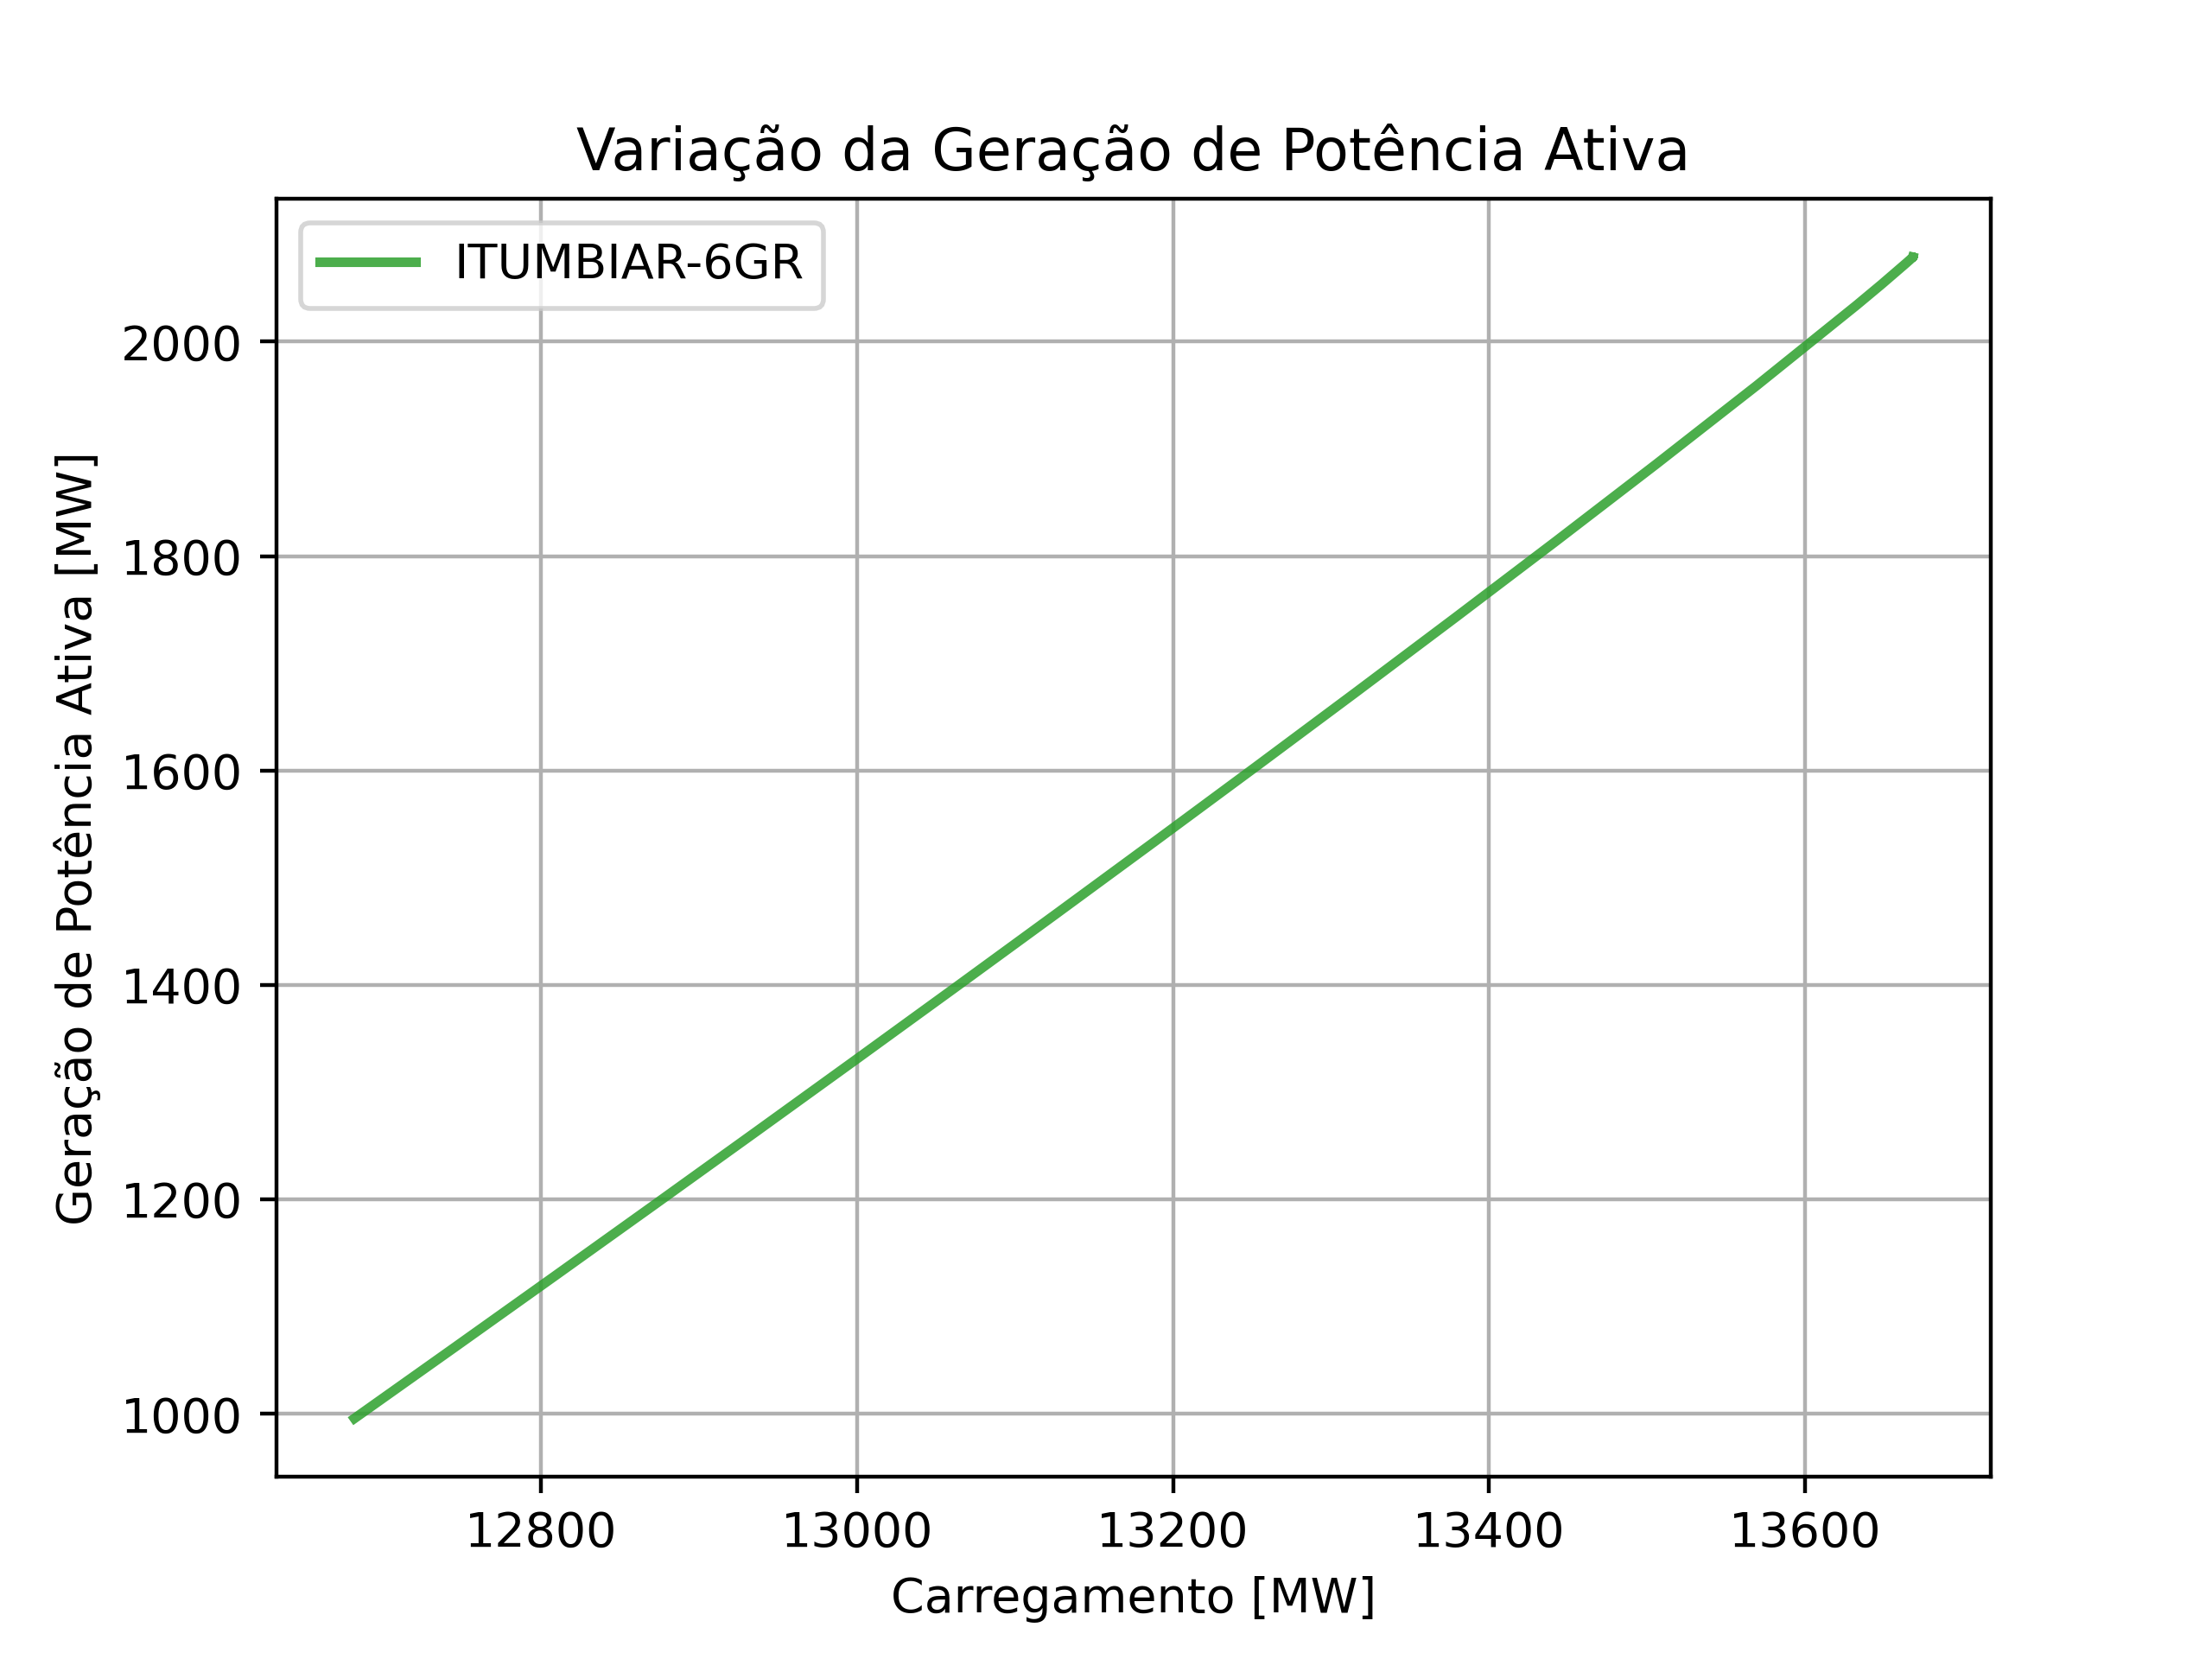 Variação da Geração de Potência Ativa
ITUMBIAR-6GR
Geração de Potência Ativa [MW]
2000
1800
1600
1400
1200
1000
12800 13000 13200 13400 13600
Carregamento [MW]